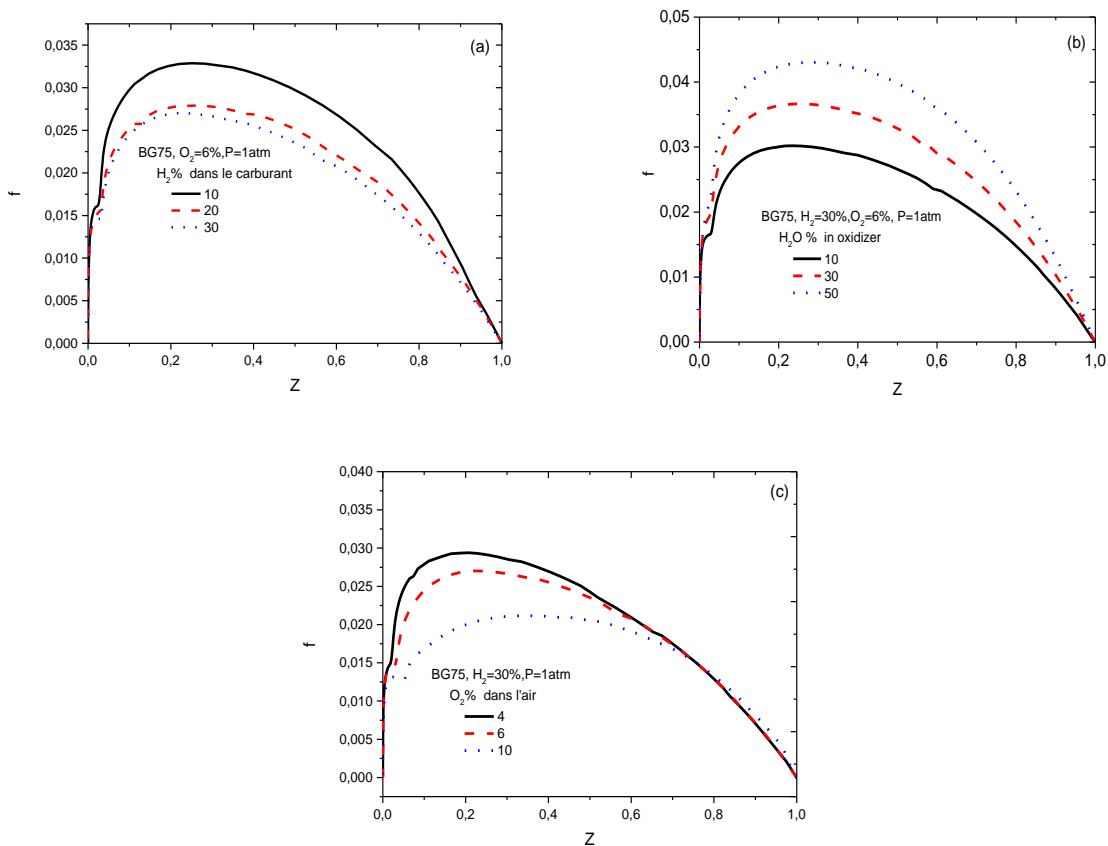 (a)
0,035
0,030
0,025
0,020
0,015
0,010
0,005
0,000
f
BG75, O2=6%,P=1atm
H2% dans le carburant
10
20
30
0,0 0,2 0,4 0,6 0,8 1,0
Z
(b)
0,05
0,04
0,03
0,02
0,01
0,00
f
BG75, H2=30%,O2=6%, P=1atm
H2O % in oxidizer
10
30
50
0,0 0,2 0,4 0,6 0,8 1,0
Z
(c)
0,040
0,035
0,030
0,025
0,020
0,015
0,010
0,005
0,000
f
BG75, H2=30%,P=1atm
O2% dans l'air
4
6
10
0,0 0,2 0,4 0,6 0,8 1,0
Z